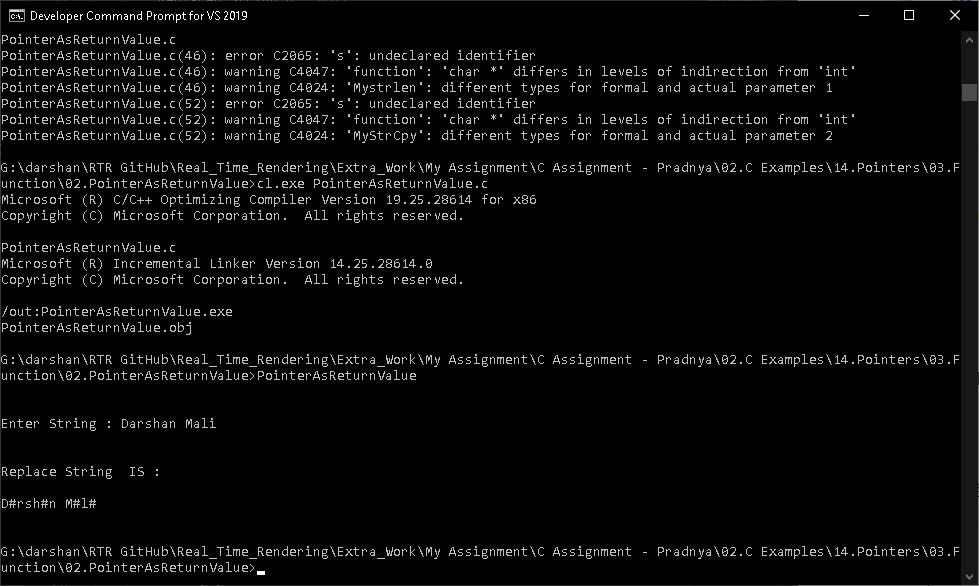 Developer Command Prompt for VS 2019
PointerAsReturnValue.c
PointerAsReturnValue.c(46): error C2065: 's': undeclared identifier
PointerAsReturnValue.c(46): warning C4047: 'function': 'char *' differs in levels of indirection from 'int'
PointerAsReturnValue.c(46): warning C4024: 'Mystrlen': different types for formal and actual parameter 1
PointerAsReturnValue.c(52): error C2065: 's': undeclared identifier
PointerAsReturnValue.c(52): warning C4047: 'function': 'char *' differs in levels of indirection from 'int'
PointerAsReturnValue.c(52): warning C4024: 'MyStrCpy': different types for formal and actual parameter 2
G:\darshan\RTR GitHub\Real_Time_Rendering\Extra_Work\My Assignment\C Assignment - Pradnya\02.C Examples\14.Pointers\03.F
unction\02.PointerAsReturnValue>cl.exe PointerAsReturnValue.c
Microsoft (R) C/C++ Optimizing Compiler Version 19.25.28614 for x86
Copyright (C) Microsoft Corporation.  All rights reserved.
PointerAsReturnValue.c
Microsoft (R) Incremental Linker Version 14.25.28614.0
Copyright (C) Microsoft Corporation.  All rights reserved.
/out:PointerAsReturnValue.exe
PointerAsReturnValue.obj
G:\darshan\RTR GitHub\Real_Time_Rendering\Extra_Work\My Assignment\C Assignment - Pradnya\02.C Examples\14.Pointers\03.F
unction\02.PointerAsReturnValue>PointerAsReturnValue
Enter String : Darshan Mali
Replace String  IS :
D#rsh#n M#l#
G:\darshan\RTR GitHub\Real_Time_Rendering\Extra_Work\My Assignment\C Assignment - Pradnya\02.C Examples\14.Pointers\03.F
unction\02.PointerAsReturnValue>